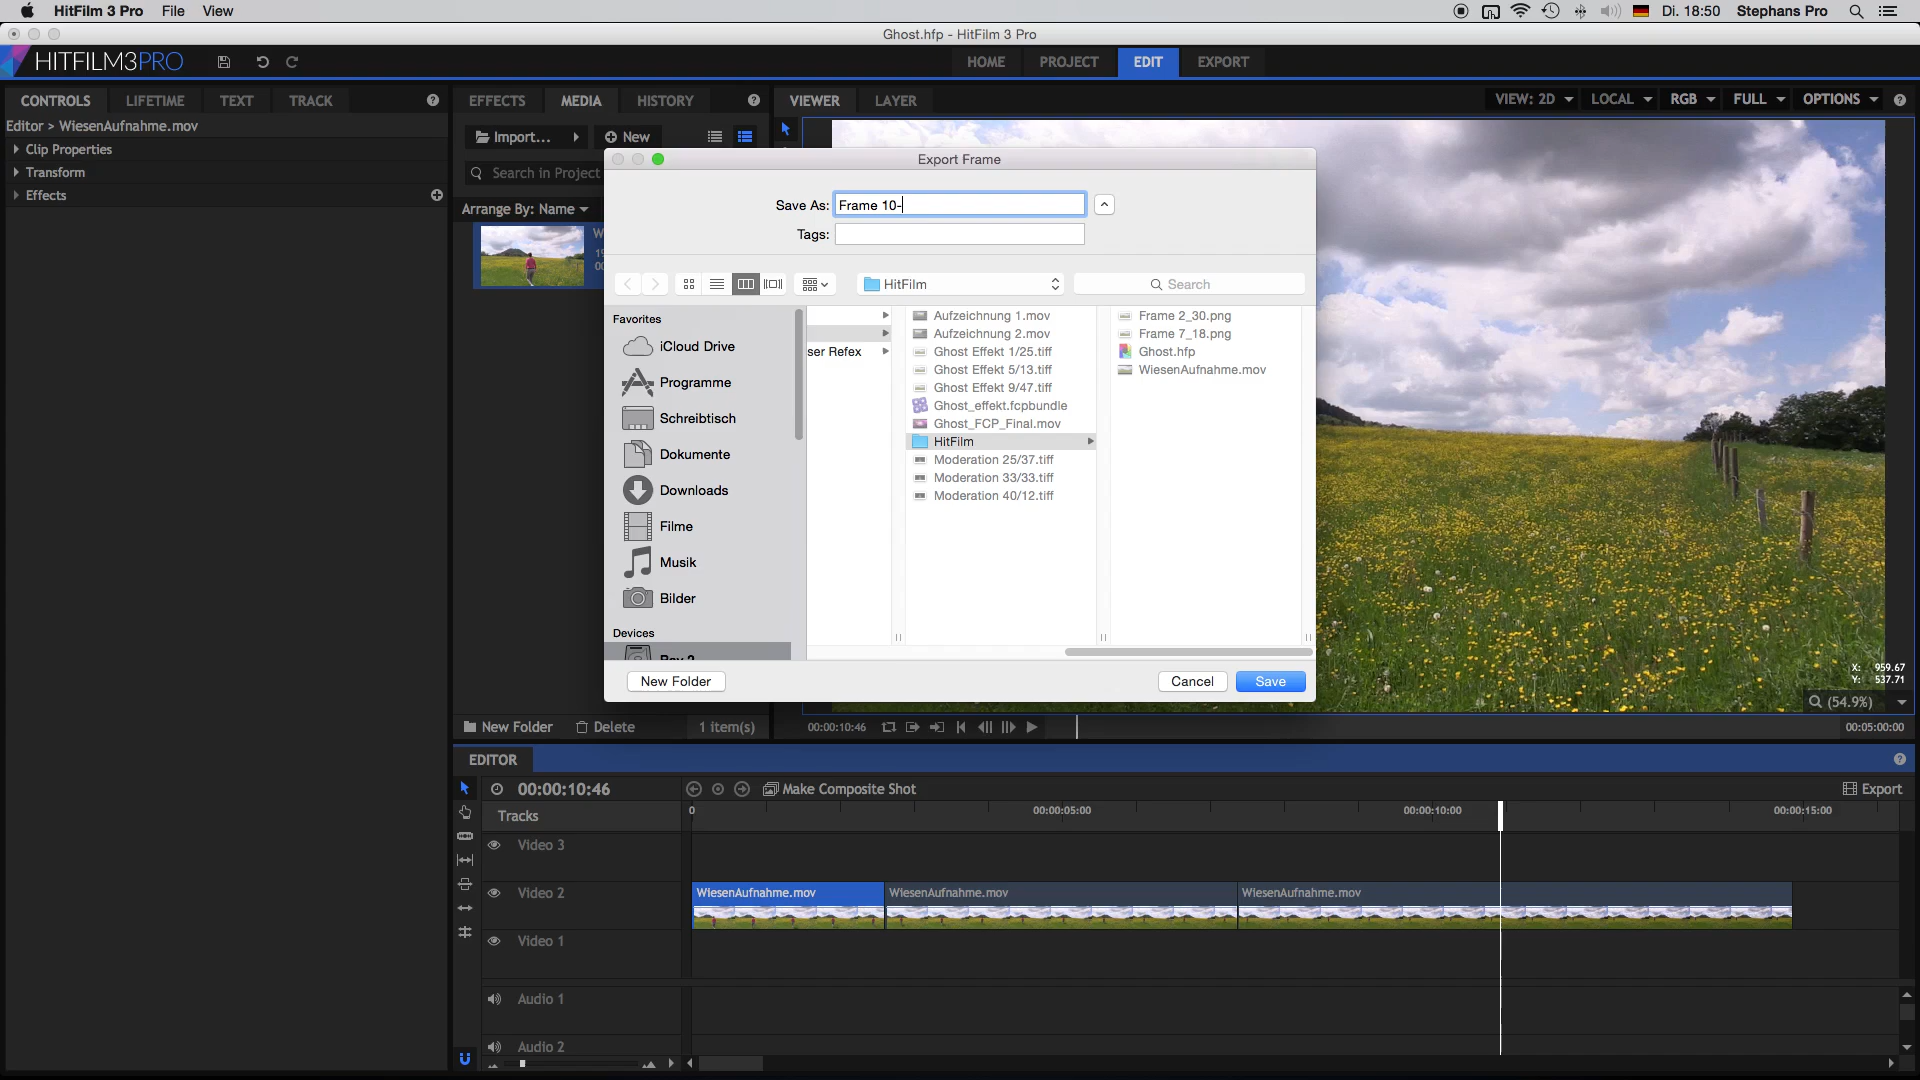 HitFilm 3 Pro File View
Di. 18:50 Stephans Pro
Ghost.hfp - HitFilm 3 Pro
HITFILM3PRO
HOME PROJECT EDIT EXPORT
CONTROLS LIFETIME TEXT TRACK
EFFECTS MEDIA HISTORY
VIEWER LAYER
VIEW: 2D LOCAL RGB FULL OPTIONS
Editor > WiesenAufnahme.mov
Clip Properties
Transform
Effects
Import... New
Search in Project
Arrange By: Name
Export Frame
Save As: Frame 10-
Tags:
HitFilm
Search
Favorites
iCloud Drive
Programme
Schreibtisch
Dokumente
Downloads
Filme
Musik
Bilder
Devices
ser Refex
Aufzeichnung 1.mov
Aufzeichnung 2.mov
Ghost Effekt 1/25.tiff
Ghost Effekt 5/13.tiff
Ghost Effekt 9/47.tiff
Ghost_effekt.fcpbundle
Ghost_FCP_Final.mov
HitFilm
Moderation 25/37.tiff
Moderation 33/33.tiff
Moderation 40/12.tiff
Frame 2_30.png
Frame 7_18.png
Ghost.hfp
WiesenAufnahme.mov
New Folder
Cancel Save
X: 959.67
Y: 537.71
(54.9%)
New Folder Delete 1 item(s)
00:00:10:46
00:05:00:00
EDITOR
00:00:10:46
Make Composite Shot
Export
Tracks
0 00:00:05:00 00:00:10:00 00:00:15:00
Video 3
Video 2
WiesenAufnahme.mov WiesenAufnahme.mov WiesenAufnahme.mov
Video 1
Audio 1
Audio 2